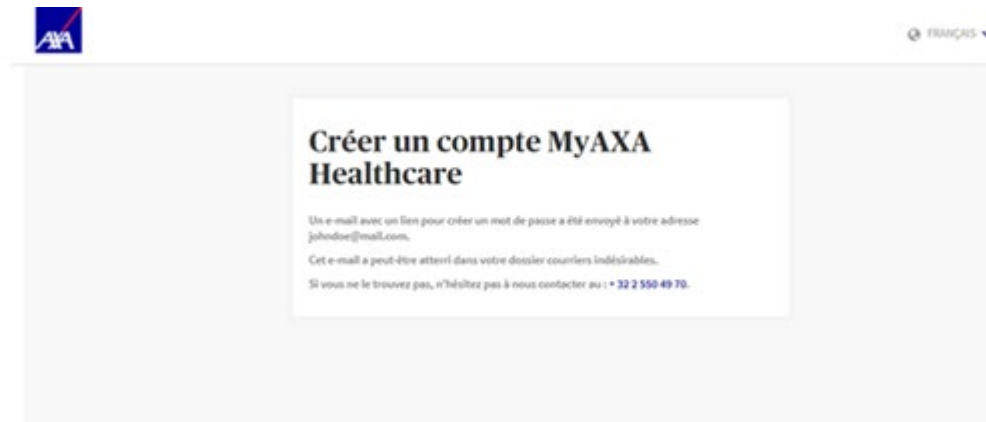 AXA
FRANÇAIS
Créer un compte MyAXA
Healthcare
Un e-mail avec un lien pour créer un mot de passe a été envoyé à votre adresse
johndoe@mail.com.
Cet e-mail a peut-être atterri dans votre dossier courriers indésirables.
Si vous ne le trouvez pas, n'hésitez pas à nous contacter au : + 32 2 550 49 70.